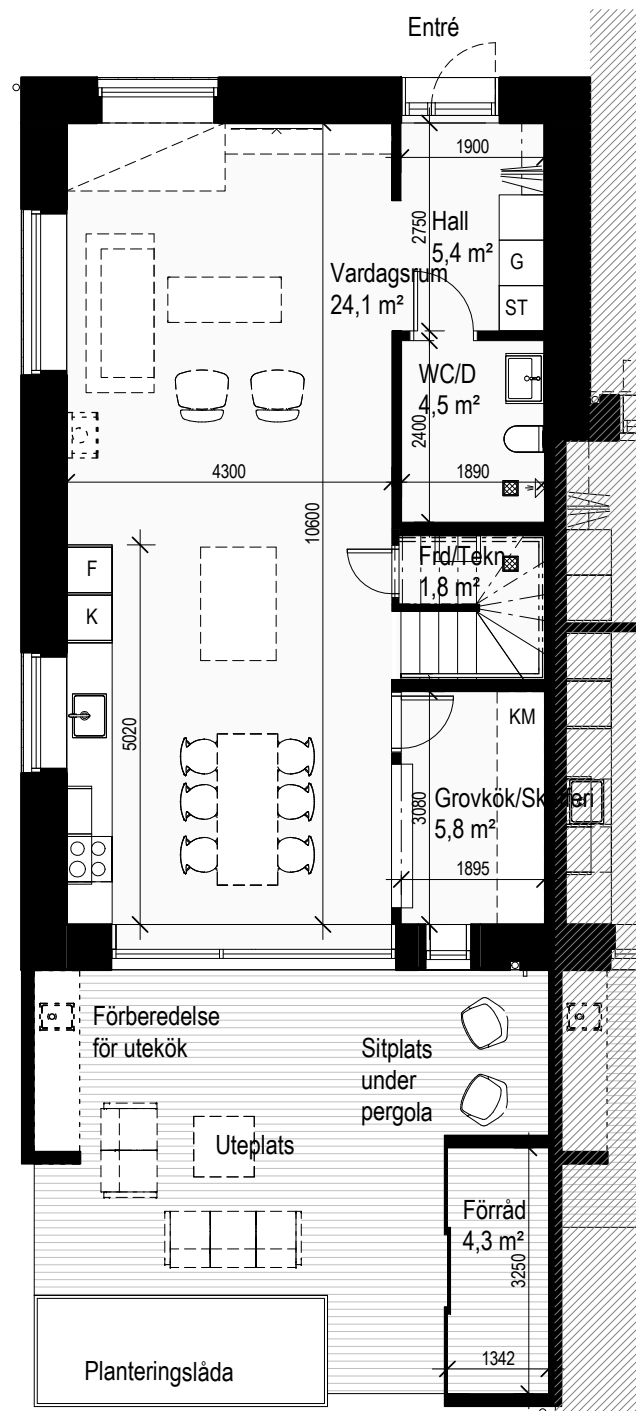 Entré
1900
2750
Hall
5,4 m²
G
ST
Vardagsrum
24,1 m²
WC/D
4,5 m²
2400
1890
4300
10600
F
K
Frd/Tekn
1,8 m²
5020
KM
Grovkök/Skafferi
5,8 m²
3080
1895
Förberedelse
för utekök
Sitplats
under
pergola
Uteplats
Förråd
4,3 m²
3250
1342
Planteringslåda